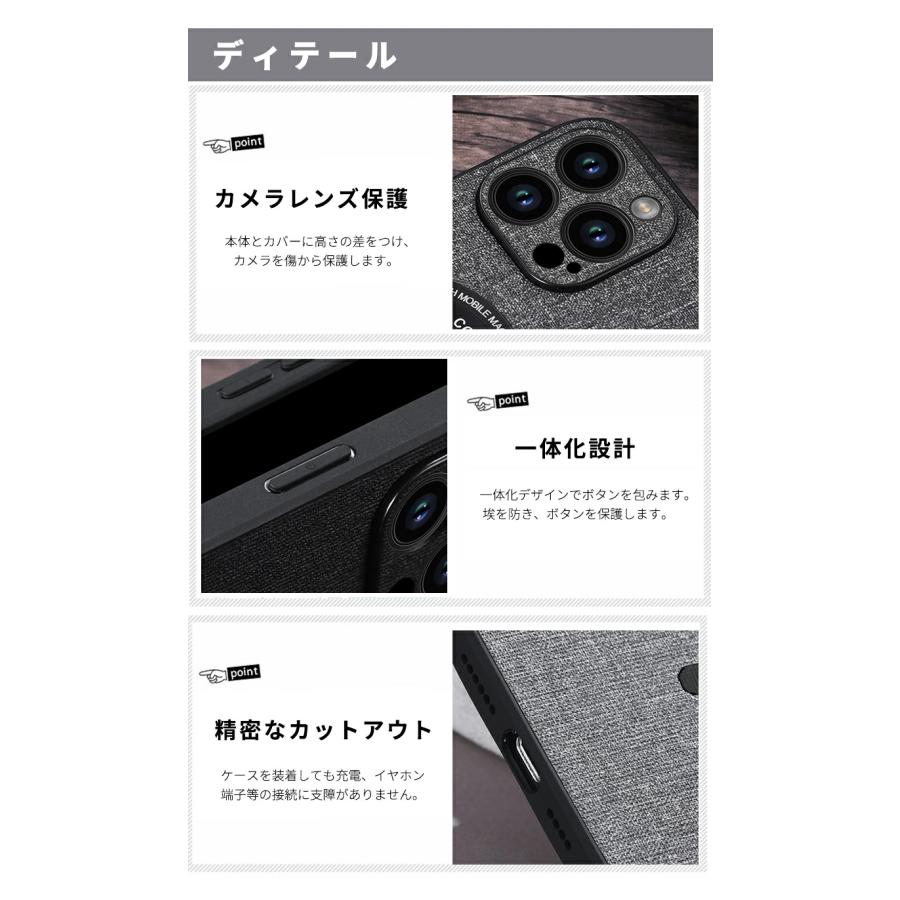 ディテール
point
カメラレンズ保護
本体とカバーに高さの差をつけ、
カメラを傷から保護します。
MOBILE
point
一体化設計
一体化デザインでボタンを包みます。
埃を防き、ボタンを保護します。
point
精密なカットアウト
ケースを装着しても充電、イヤホン
端子等の接続に支障がありません。